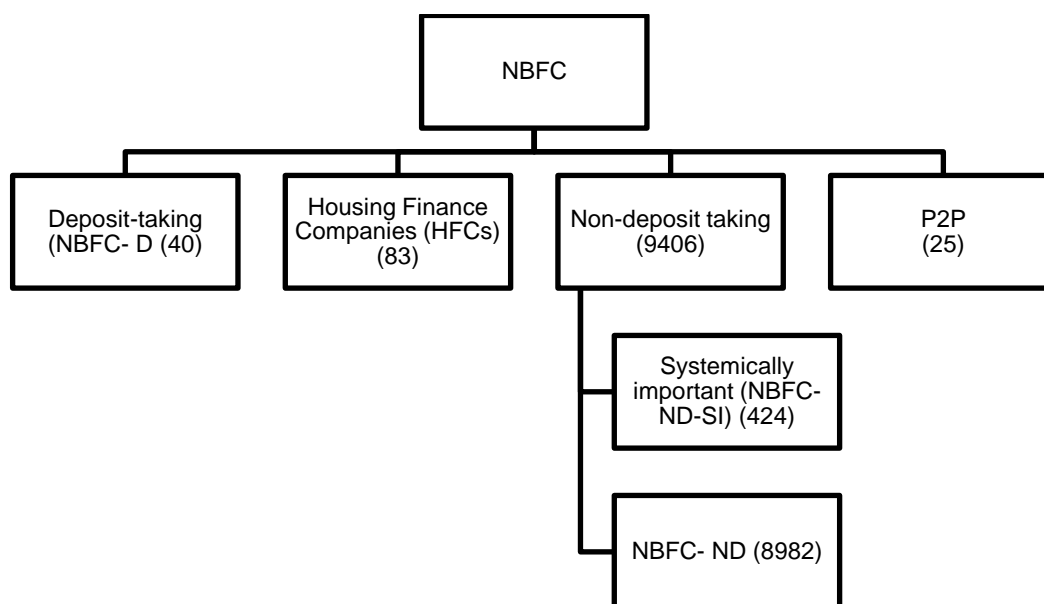 NBFC
Deposit-taking
(NBFC- D (40)
Housing Finance
Companies (HFCs)
(83)
Non-deposit taking
(9406)
P2P
(25)
Systemically
important (NBFC-
ND-SI) (424)
NBFC- ND (8982)